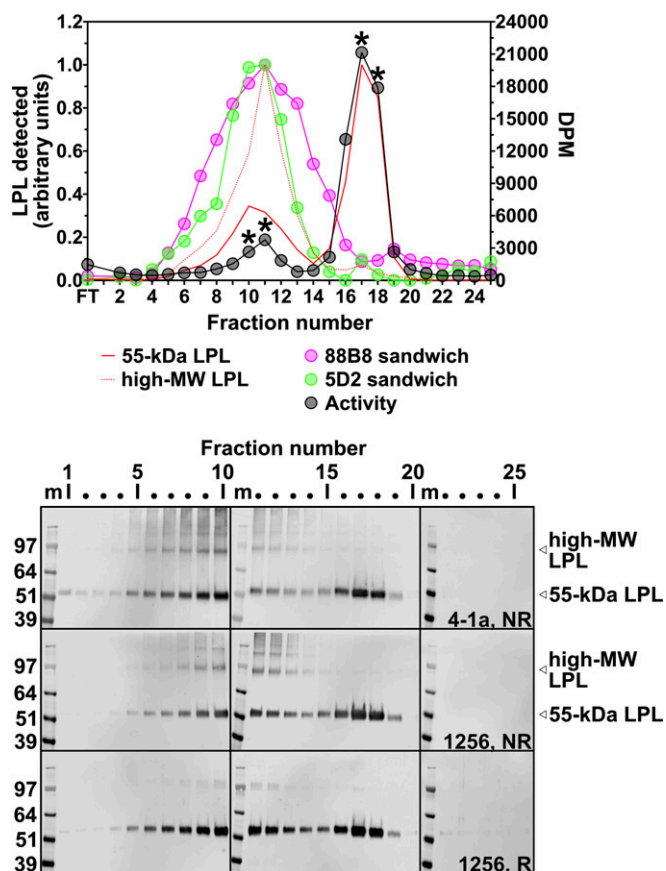 1.2
1.0
0.8
0.6
0.4
0.2
0.0
LPL detected
(arbitrary units)
24000
21000
18000
15000
12000
9000
6000
3000
0
DPM
* *
* *
FT 2 4 6 8 10 12 14 16 18 20 22 24
Fraction number
55-kDa LPL
high-MW LPL
88B8 sandwich
5D2 sandwich
Activity
Fraction number
m 1 • • • 5 • • • • 10 m • • • 15 • • • • 20 m • • • • 25
97
64
51
39
high-MW
LPL
55-kDa LPL
4-1a, NR
97
64
51
39
high-MW
LPL
55-kDa LPL
1256, NR
97
64
51
39
1256, R